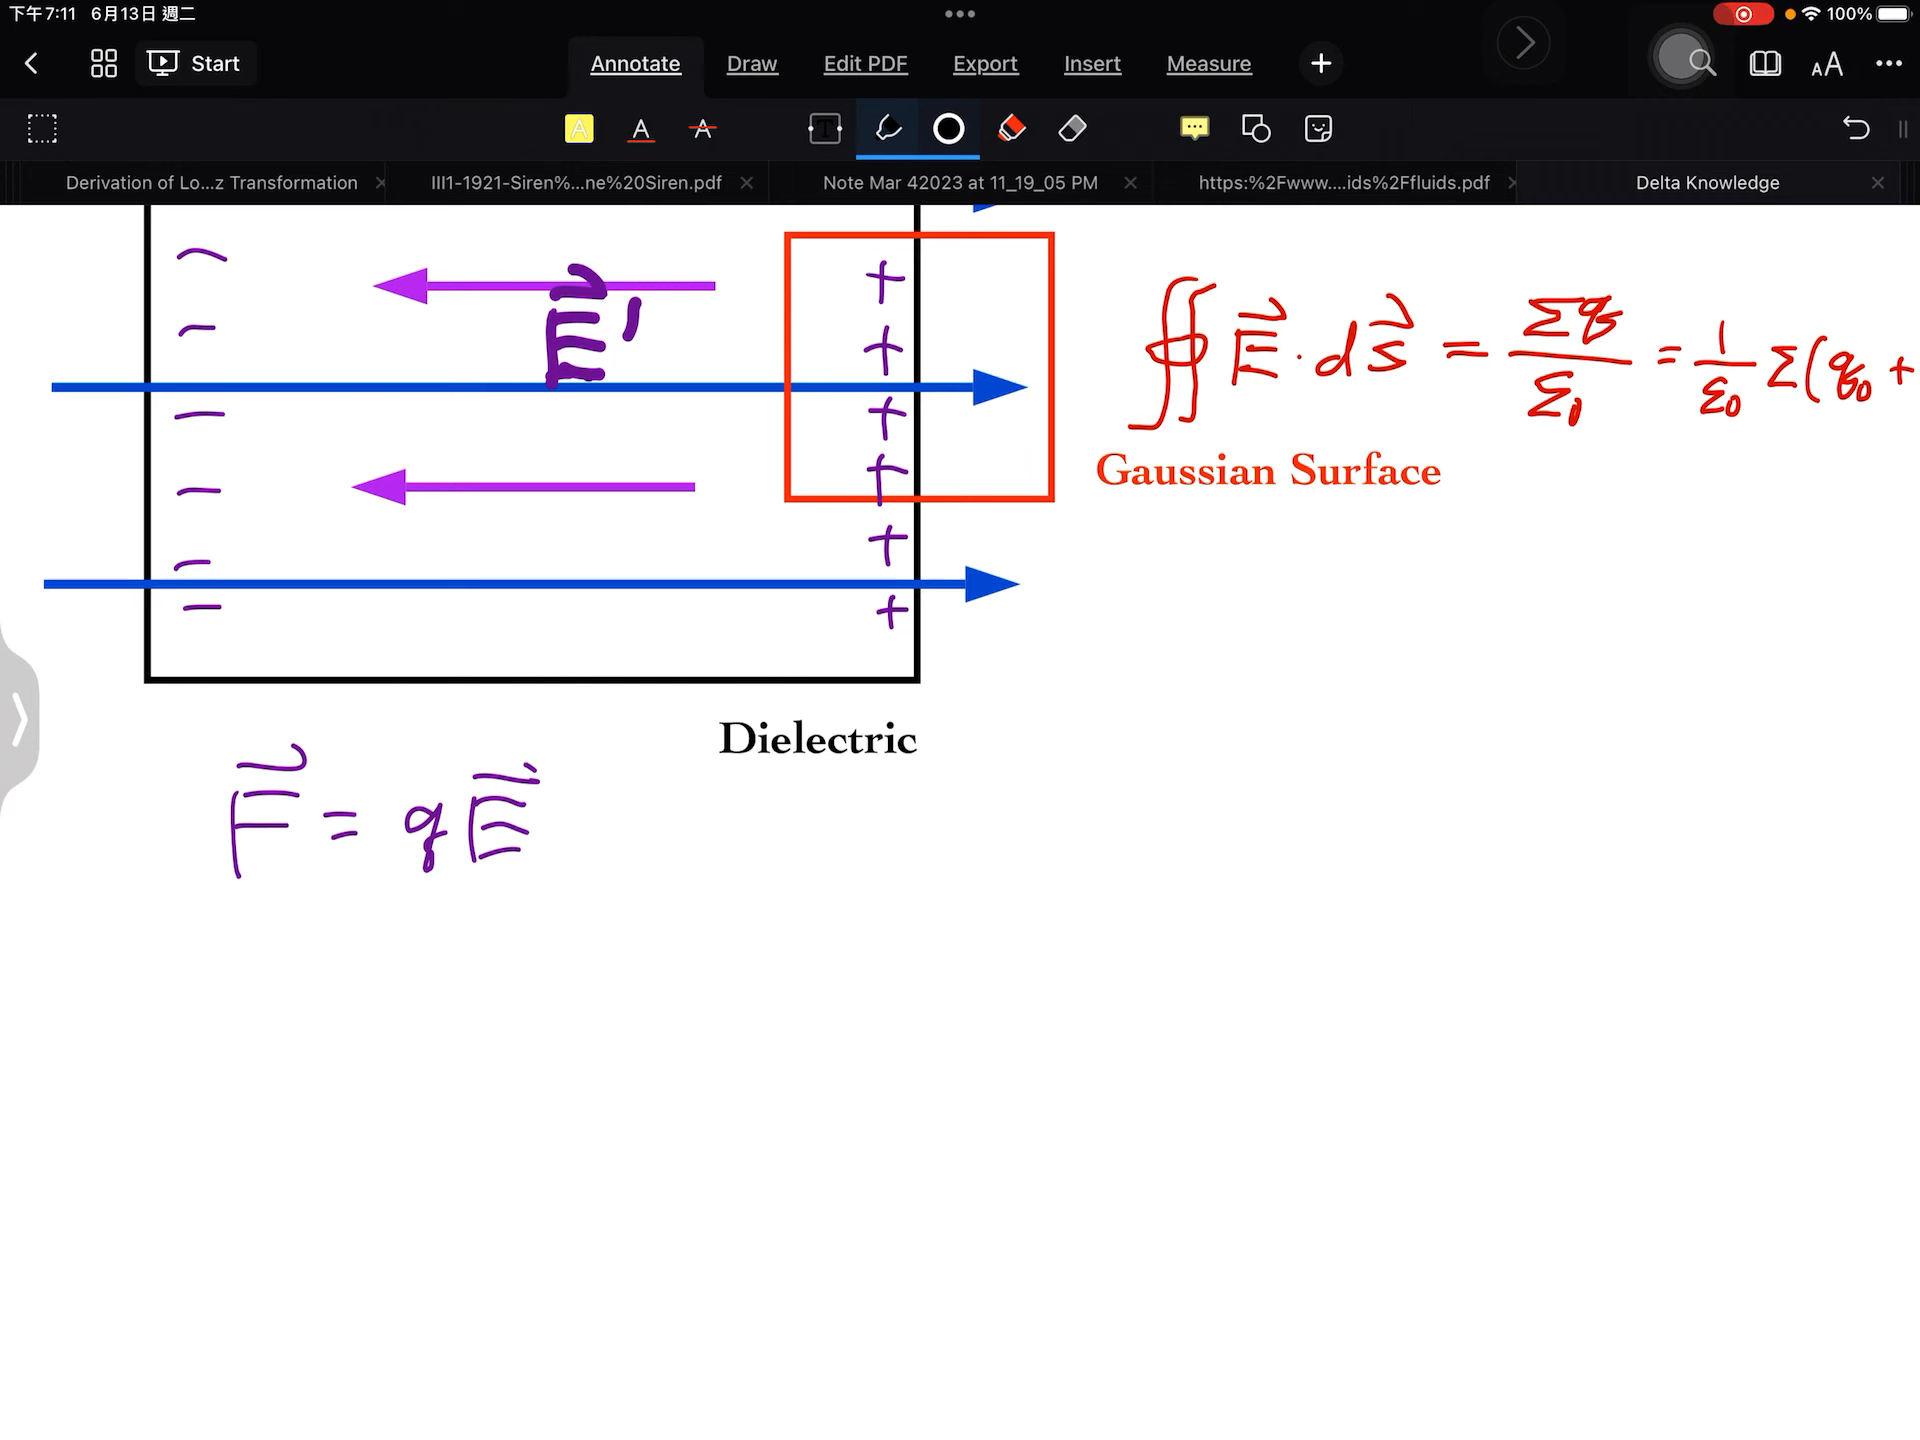 下午7:11 6月13日 週二
100%
Start
Annotate
Draw
Edit PDF
Export
Insert
Measure
AA
A A A T
Derivation of Lo...z Transformation
III1-1921-Siren%...ne%20Siren.pdf
Note Mar 42023 at 11_19_05 PM
https:%2Fwww....ids%2Ffluids.pdf
Delta Knowledge
− − − − − −
+ + + + + +
E⃗'
∯ E⃗ · dS⃗ = Σq/ε₀ = 1/ε₀ Σ(q₀ +
Gaussian Surface
Dielectric
F⃗ = qE⃗